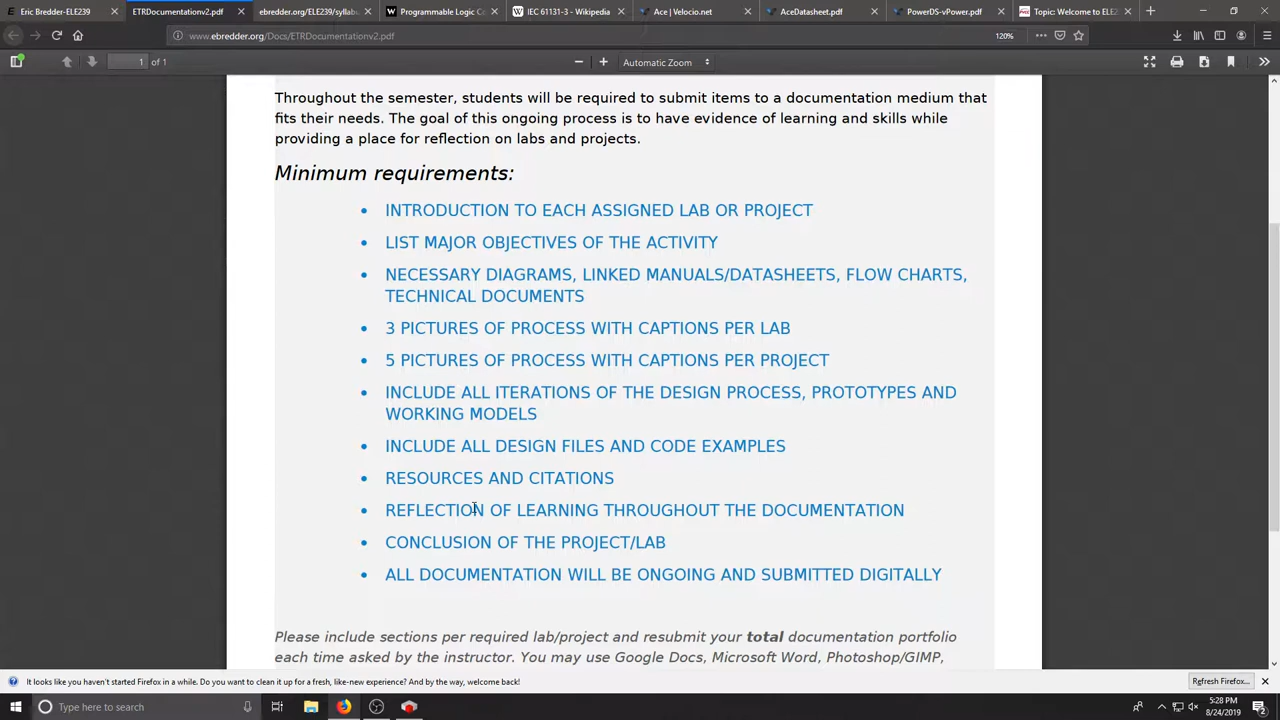 Eric Bredder-ELE239
ETRDocumentationv2.pdf
ebredder.org/ELE239/syllab
Programmable Logic C
IEC 61131-3 - Wikipedia
Ace | Velocio.net
AceDatasheet.pdf
PowerDS-vPower.pdf
Topic: Welcome to ELE2
www.ebredder.org/Docs/ETRDocumentationv2.pdf
120%
1 of 1
Automatic Zoom
Throughout the semester, students will be required to submit items to a documentation medium that
fits their needs. The goal of this ongoing process is to have evidence of learning and skills while
providing a place for reflection on labs and projects.
Minimum requirements:
• INTRODUCTION TO EACH ASSIGNED LAB OR PROJECT
• LIST MAJOR OBJECTIVES OF THE ACTIVITY
• NECESSARY DIAGRAMS, LINKED MANUALS/DATASHEETS, FLOW CHARTS,
TECHNICAL DOCUMENTS
• 3 PICTURES OF PROCESS WITH CAPTIONS PER LAB
• 5 PICTURES OF PROCESS WITH CAPTIONS PER PROJECT
• INCLUDE ALL ITERATIONS OF THE DESIGN PROCESS, PROTOTYPES AND
WORKING MODELS
• INCLUDE ALL DESIGN FILES AND CODE EXAMPLES
• RESOURCES AND CITATIONS
• REFLECTION OF LEARNING THROUGHOUT THE DOCUMENTATION
• CONCLUSION OF THE PROJECT/LAB
• ALL DOCUMENTATION WILL BE ONGOING AND SUBMITTED DIGITALLY
Please include sections per required lab/project and resubmit your total documentation portfolio
each time asked by the instructor. You may use Google Docs, Microsoft Word, Photoshop/GIMP,
It looks like you haven't started Firefox in a while. Do you want to clean it up for a fresh, like-new experience? And by the way, welcome back!
Refresh Firefox...
Type here to search
5:28 PM
8/24/2019
2